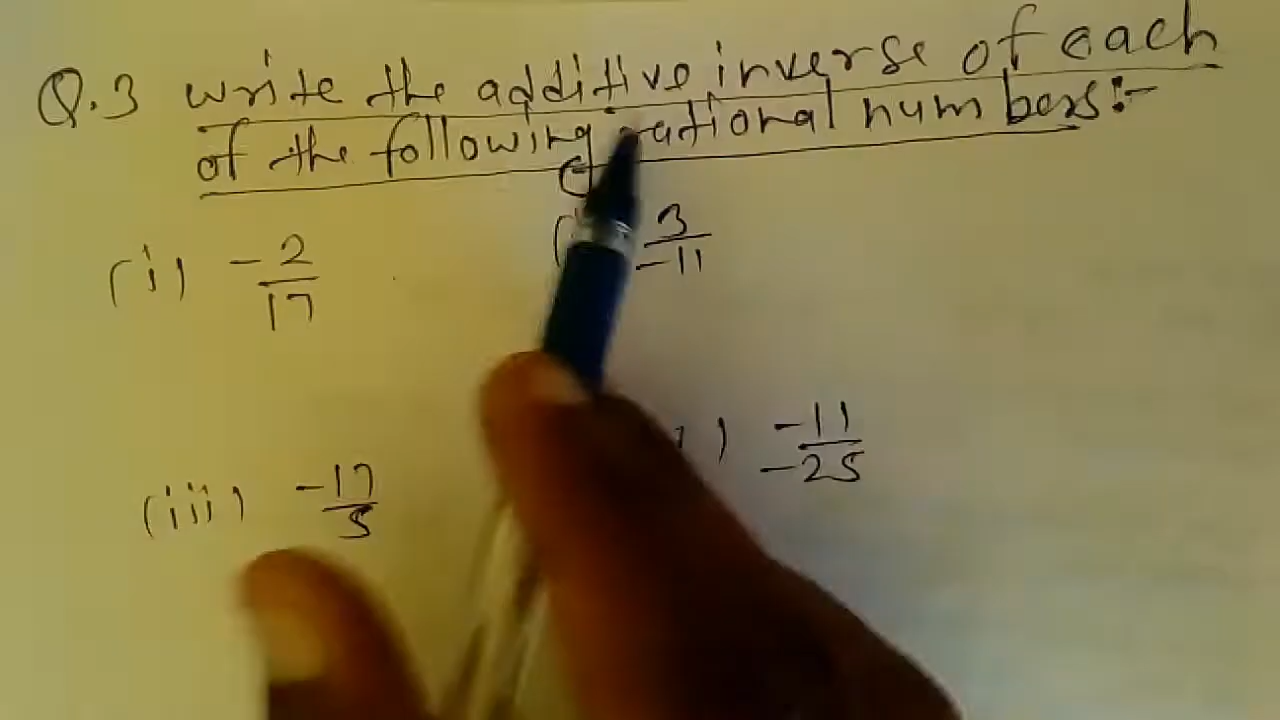 Q.3 write the additive inverse of each
of the following rational numbers:-
(i) -2/17
3/-11
(iii) -17/5
) -11/-25